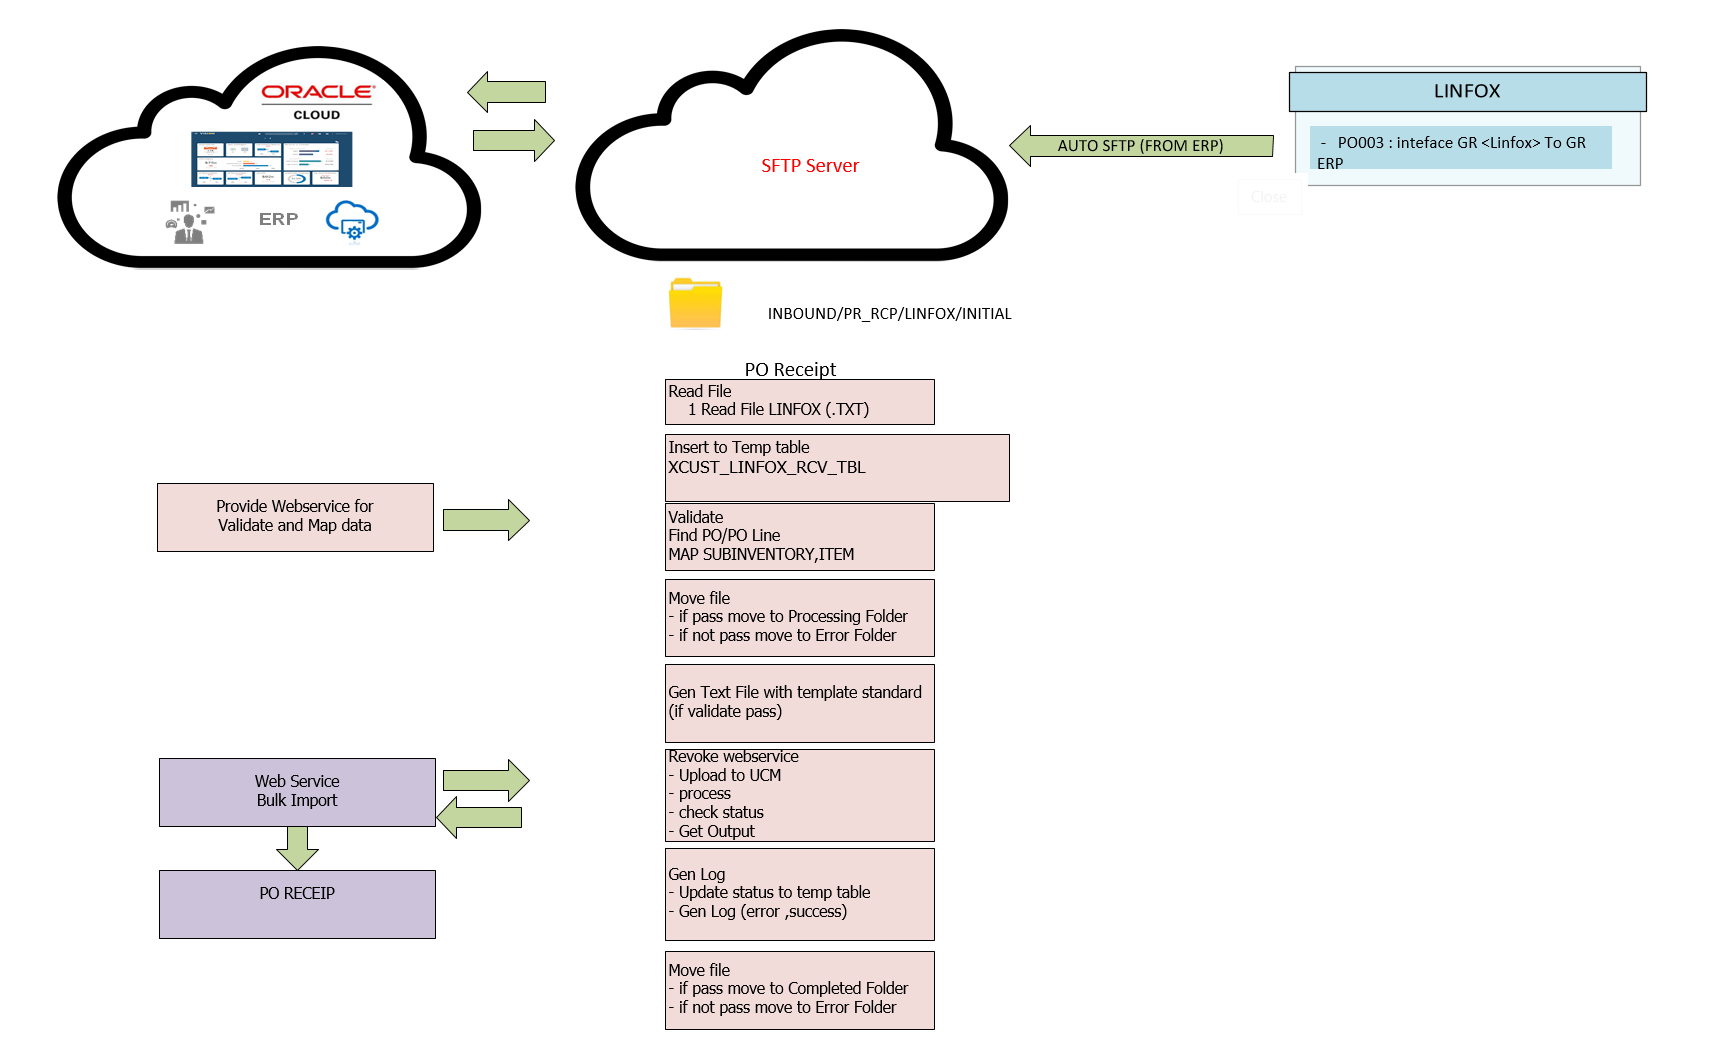 ORACLE
CLOUD
ERP
SFTP Server
AUTO SFTP (FROM ERP)
LINFOX
- PO003 : inteface GR <Linfox> To GR
ERP
Close
INBOUND/PR_RCP/LINFOX/INITIAL
PO Receipt
Read File
1 Read File LINFOX (.TXT)
Insert to Temp table
XCUST_LINFOX_RCV_TBL
Provide Webservice for
Validate and Map data
Validate
Find PO/PO Line
MAP SUBINVENTORY,ITEM
Move file
- if pass move to Processing Folder
- if not pass move to Error Folder
Gen Text File with template standard
(if validate pass)
Web Service
Bulk Import
Revoke webservice
- Upload to UCM
- process
- check status
- Get Output
PO RECEIP
Gen Log
- Update status to temp table
- Gen Log (error ,success)
Move file
- if pass move to Completed Folder
- if not pass move to Error Folder